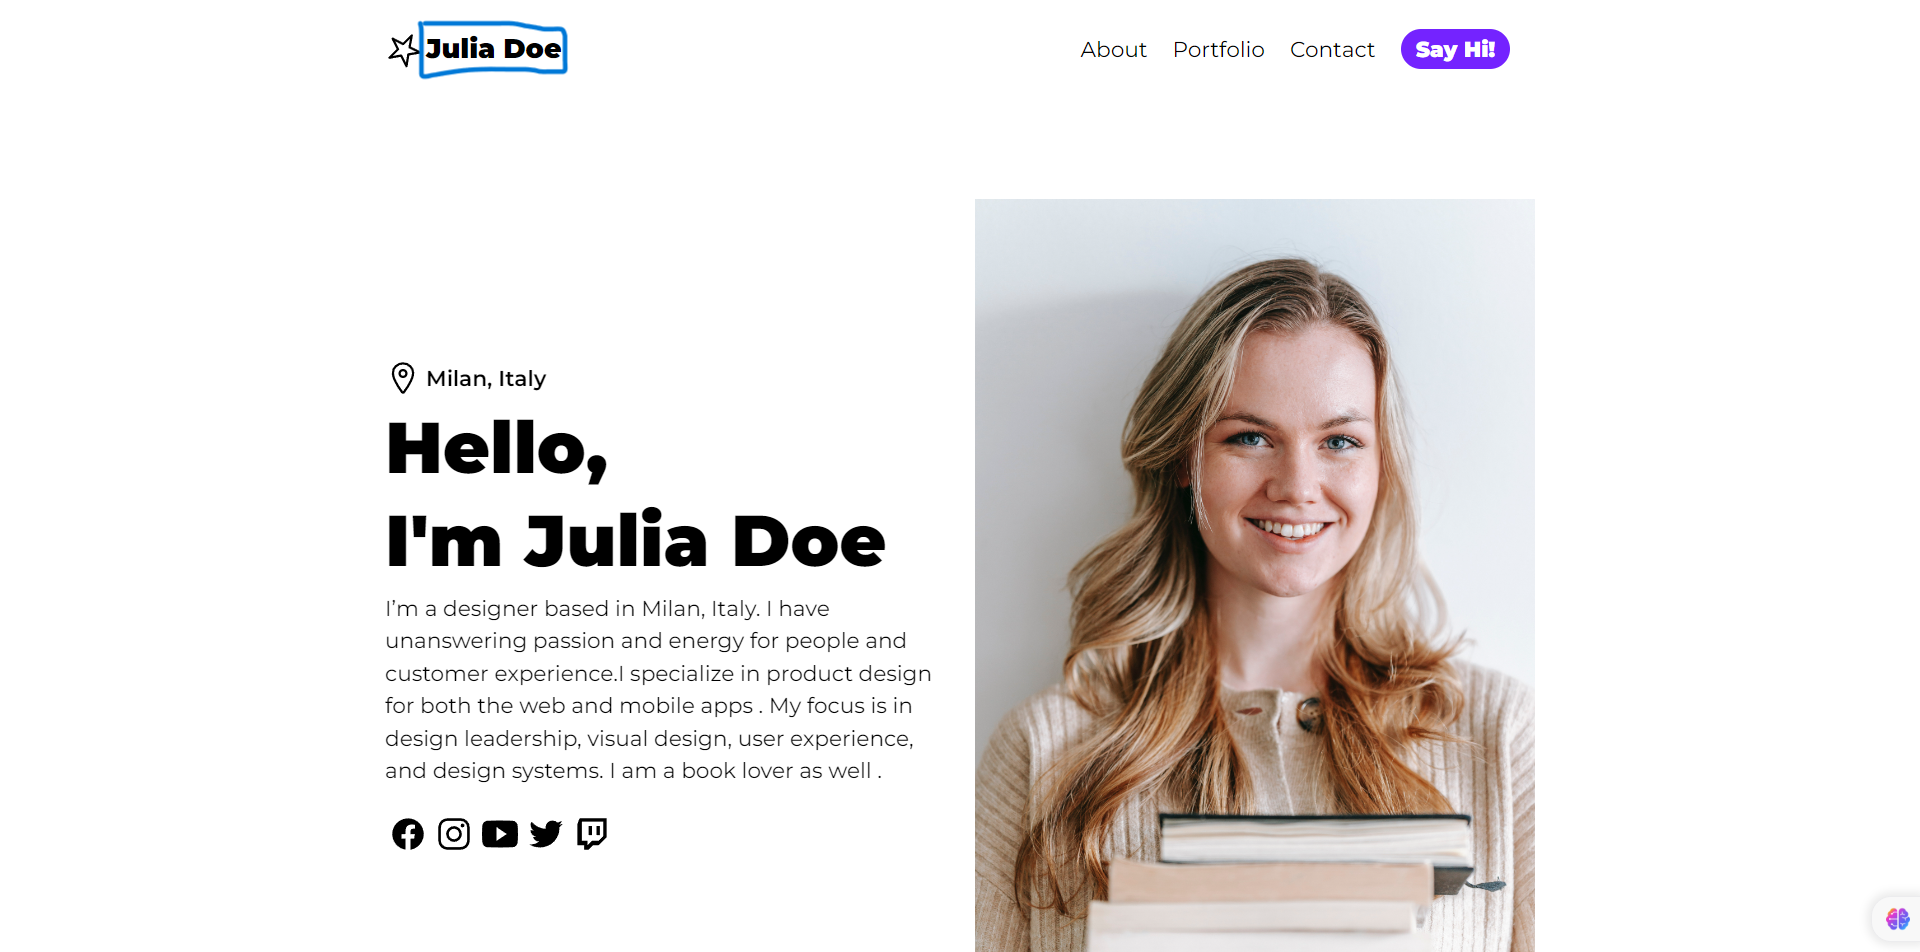 Julia Doe
About Portfolio Contact Say Hi!
Milan, Italy
Hello,
I'm Julia Doe
I’m a designer based in Milan, Italy. I have
unanswering passion and energy for people and
customer experience.I specialize in product design
for both the web and mobile apps . My focus is in
design leadership, visual design, user experience,
and design systems. I am a book lover as well .